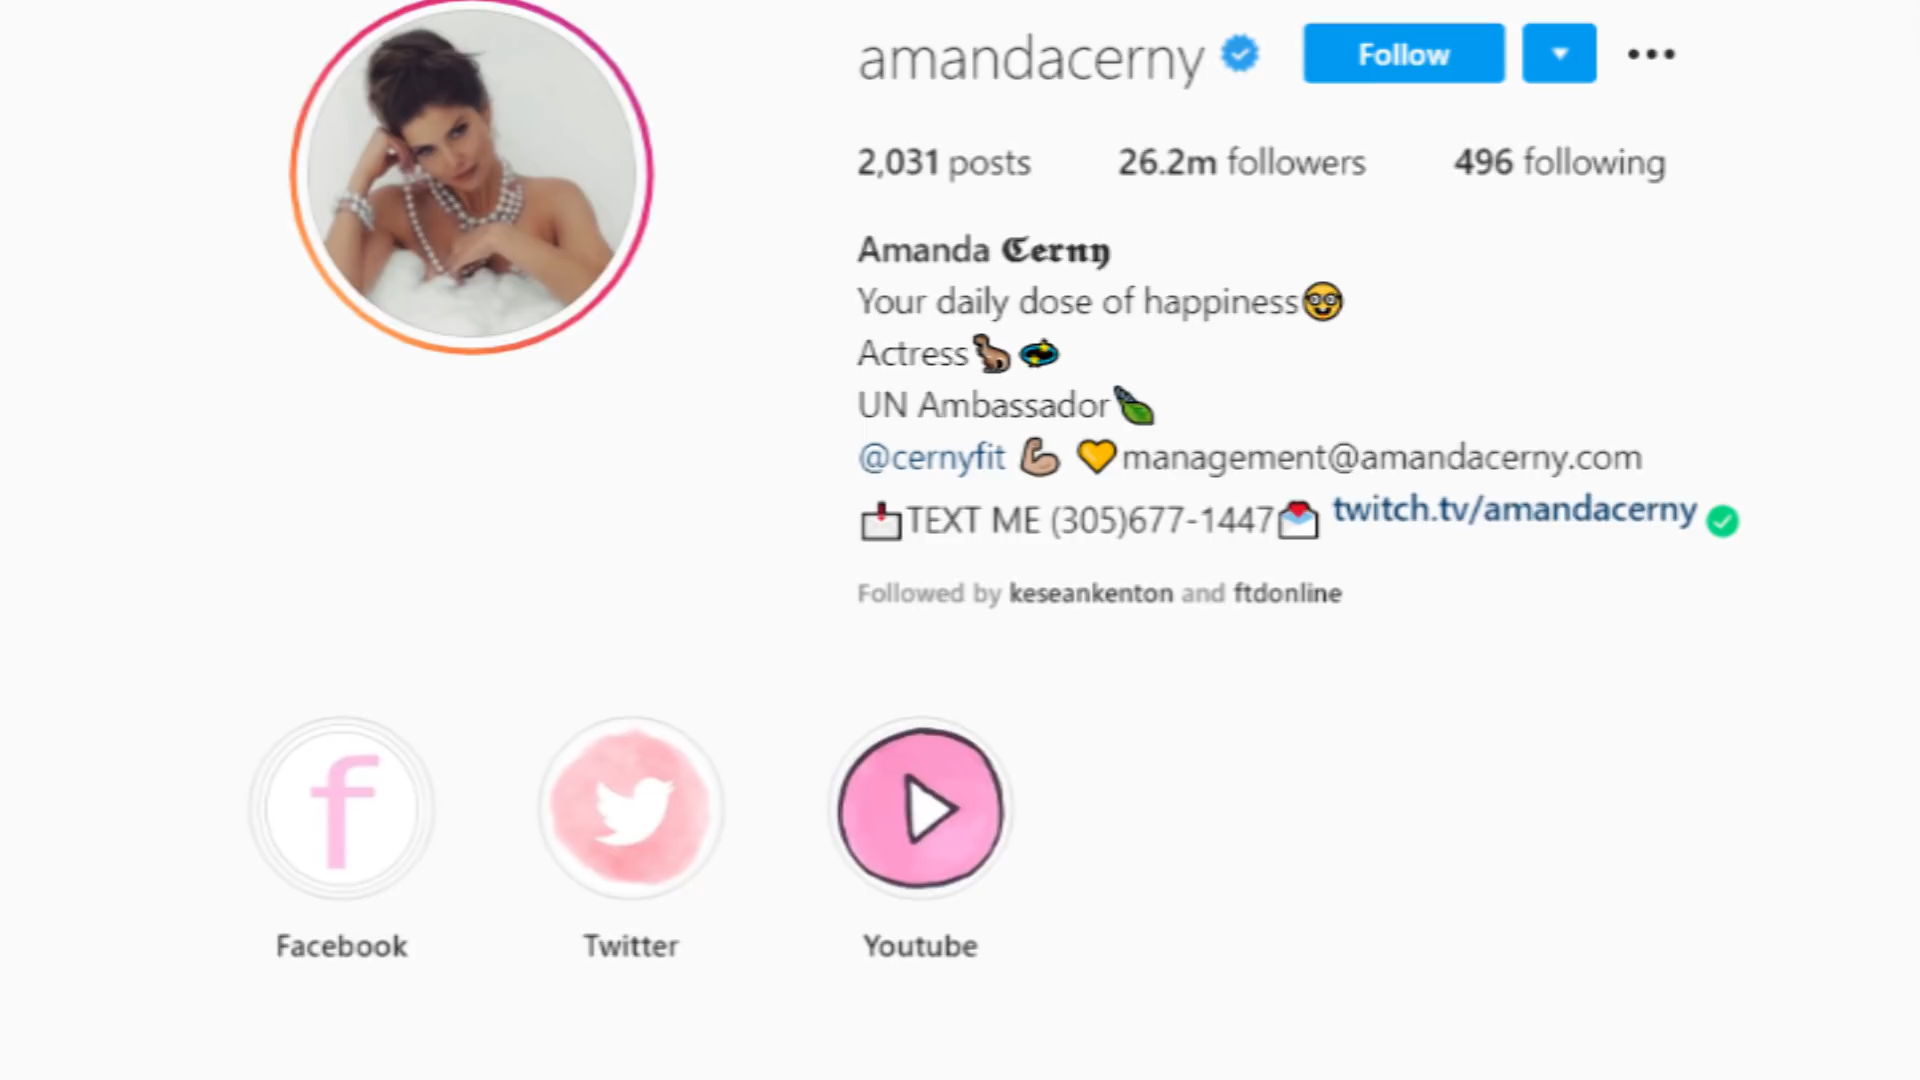 amandacerny
Follow
2,031 posts 26.2m followers 496 following
Amanda 𝕮𝖊𝖗𝖓𝖞
Your daily dose of happiness🤓
Actress
UN Ambassador
@cernyfit 💪🏼 💛management@amandacerny.com
📩TEXT ME (305)677-1447💌 twitch.tv/amandacerny
Followed by keseankenton and ftdonline
f
Facebook Twitter Youtube